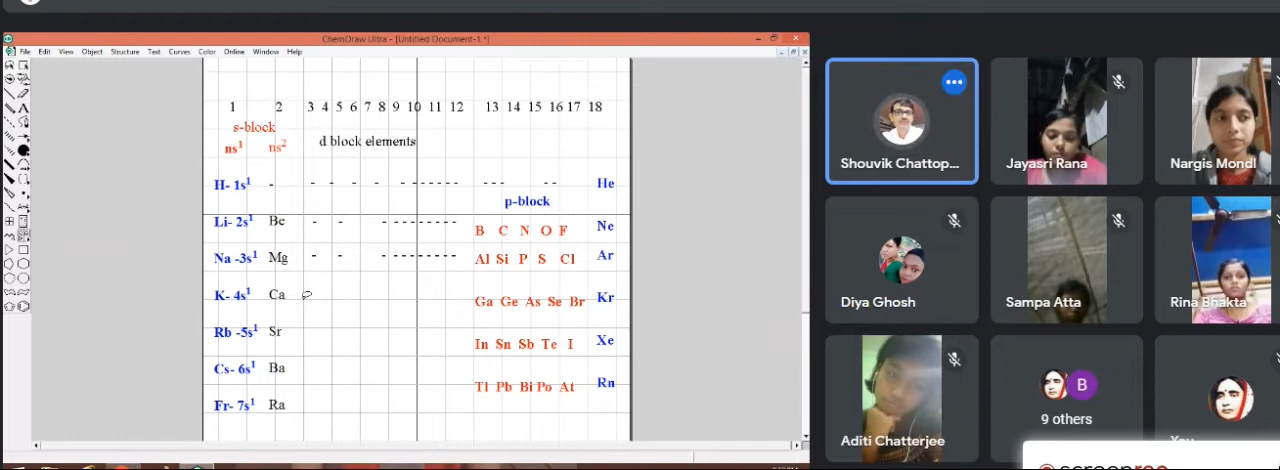 ChemDraw Ultra - [Untitled Document-1 *]
File Edit View Object Structure Text Curves Color Online Window Help
1 2 3 4 5 6 7 8 9 10 11 12 13 14 15 16 17 18
s-block
ns¹ ns² d block elements
H- 1s¹ - - - - - - - - - - - - - - - - He
p-block
Li- 2s¹ Be - - - - - - - - - - - B C N O F Ne
Na -3s¹ Mg - - - - - - - - - - - Al Si P S Cl Ar
K- 4s¹ Ca Ga Ge As Se Br Kr
Rb -5s¹ Sr In Sn Sb Te I Xe
Cs- 6s¹ Ba Tl Pb Bi Po At Rn
Fr- 7s¹ Ra
Shouvik Chattop...
Jayasri Rana
Nargis Mondl
Diya Ghosh
Sampa Atta
Rina Bhakta
Aditi Chatterjee
B
9 others
You